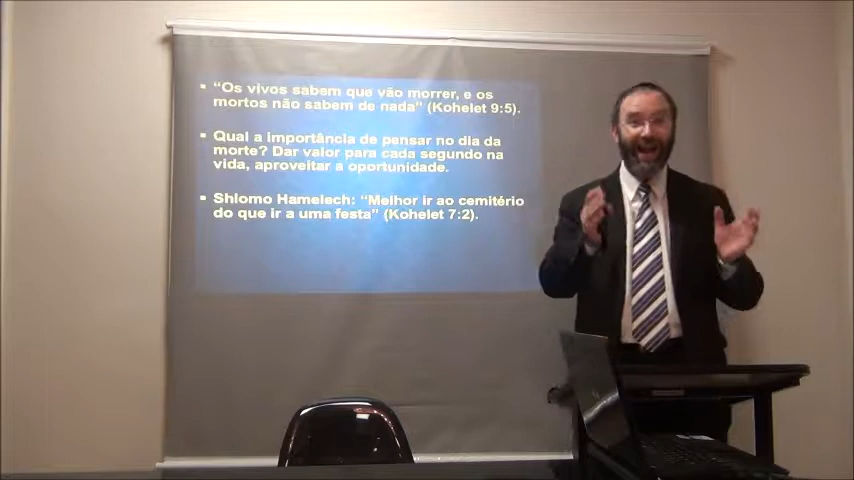 ▪ “Os vivos sabem que vão morrer, e os
mortos não sabem de nada” (Kohelet 9:5).
▪ Qual a importância de pensar no dia da
morte? Dar valor para cada segundo na
vida, aproveitar a oportunidade.
▪ Shlomo Hamelech: “Melhor ir ao cemitério
do que ir a uma festa” (Kohelet 7:2).